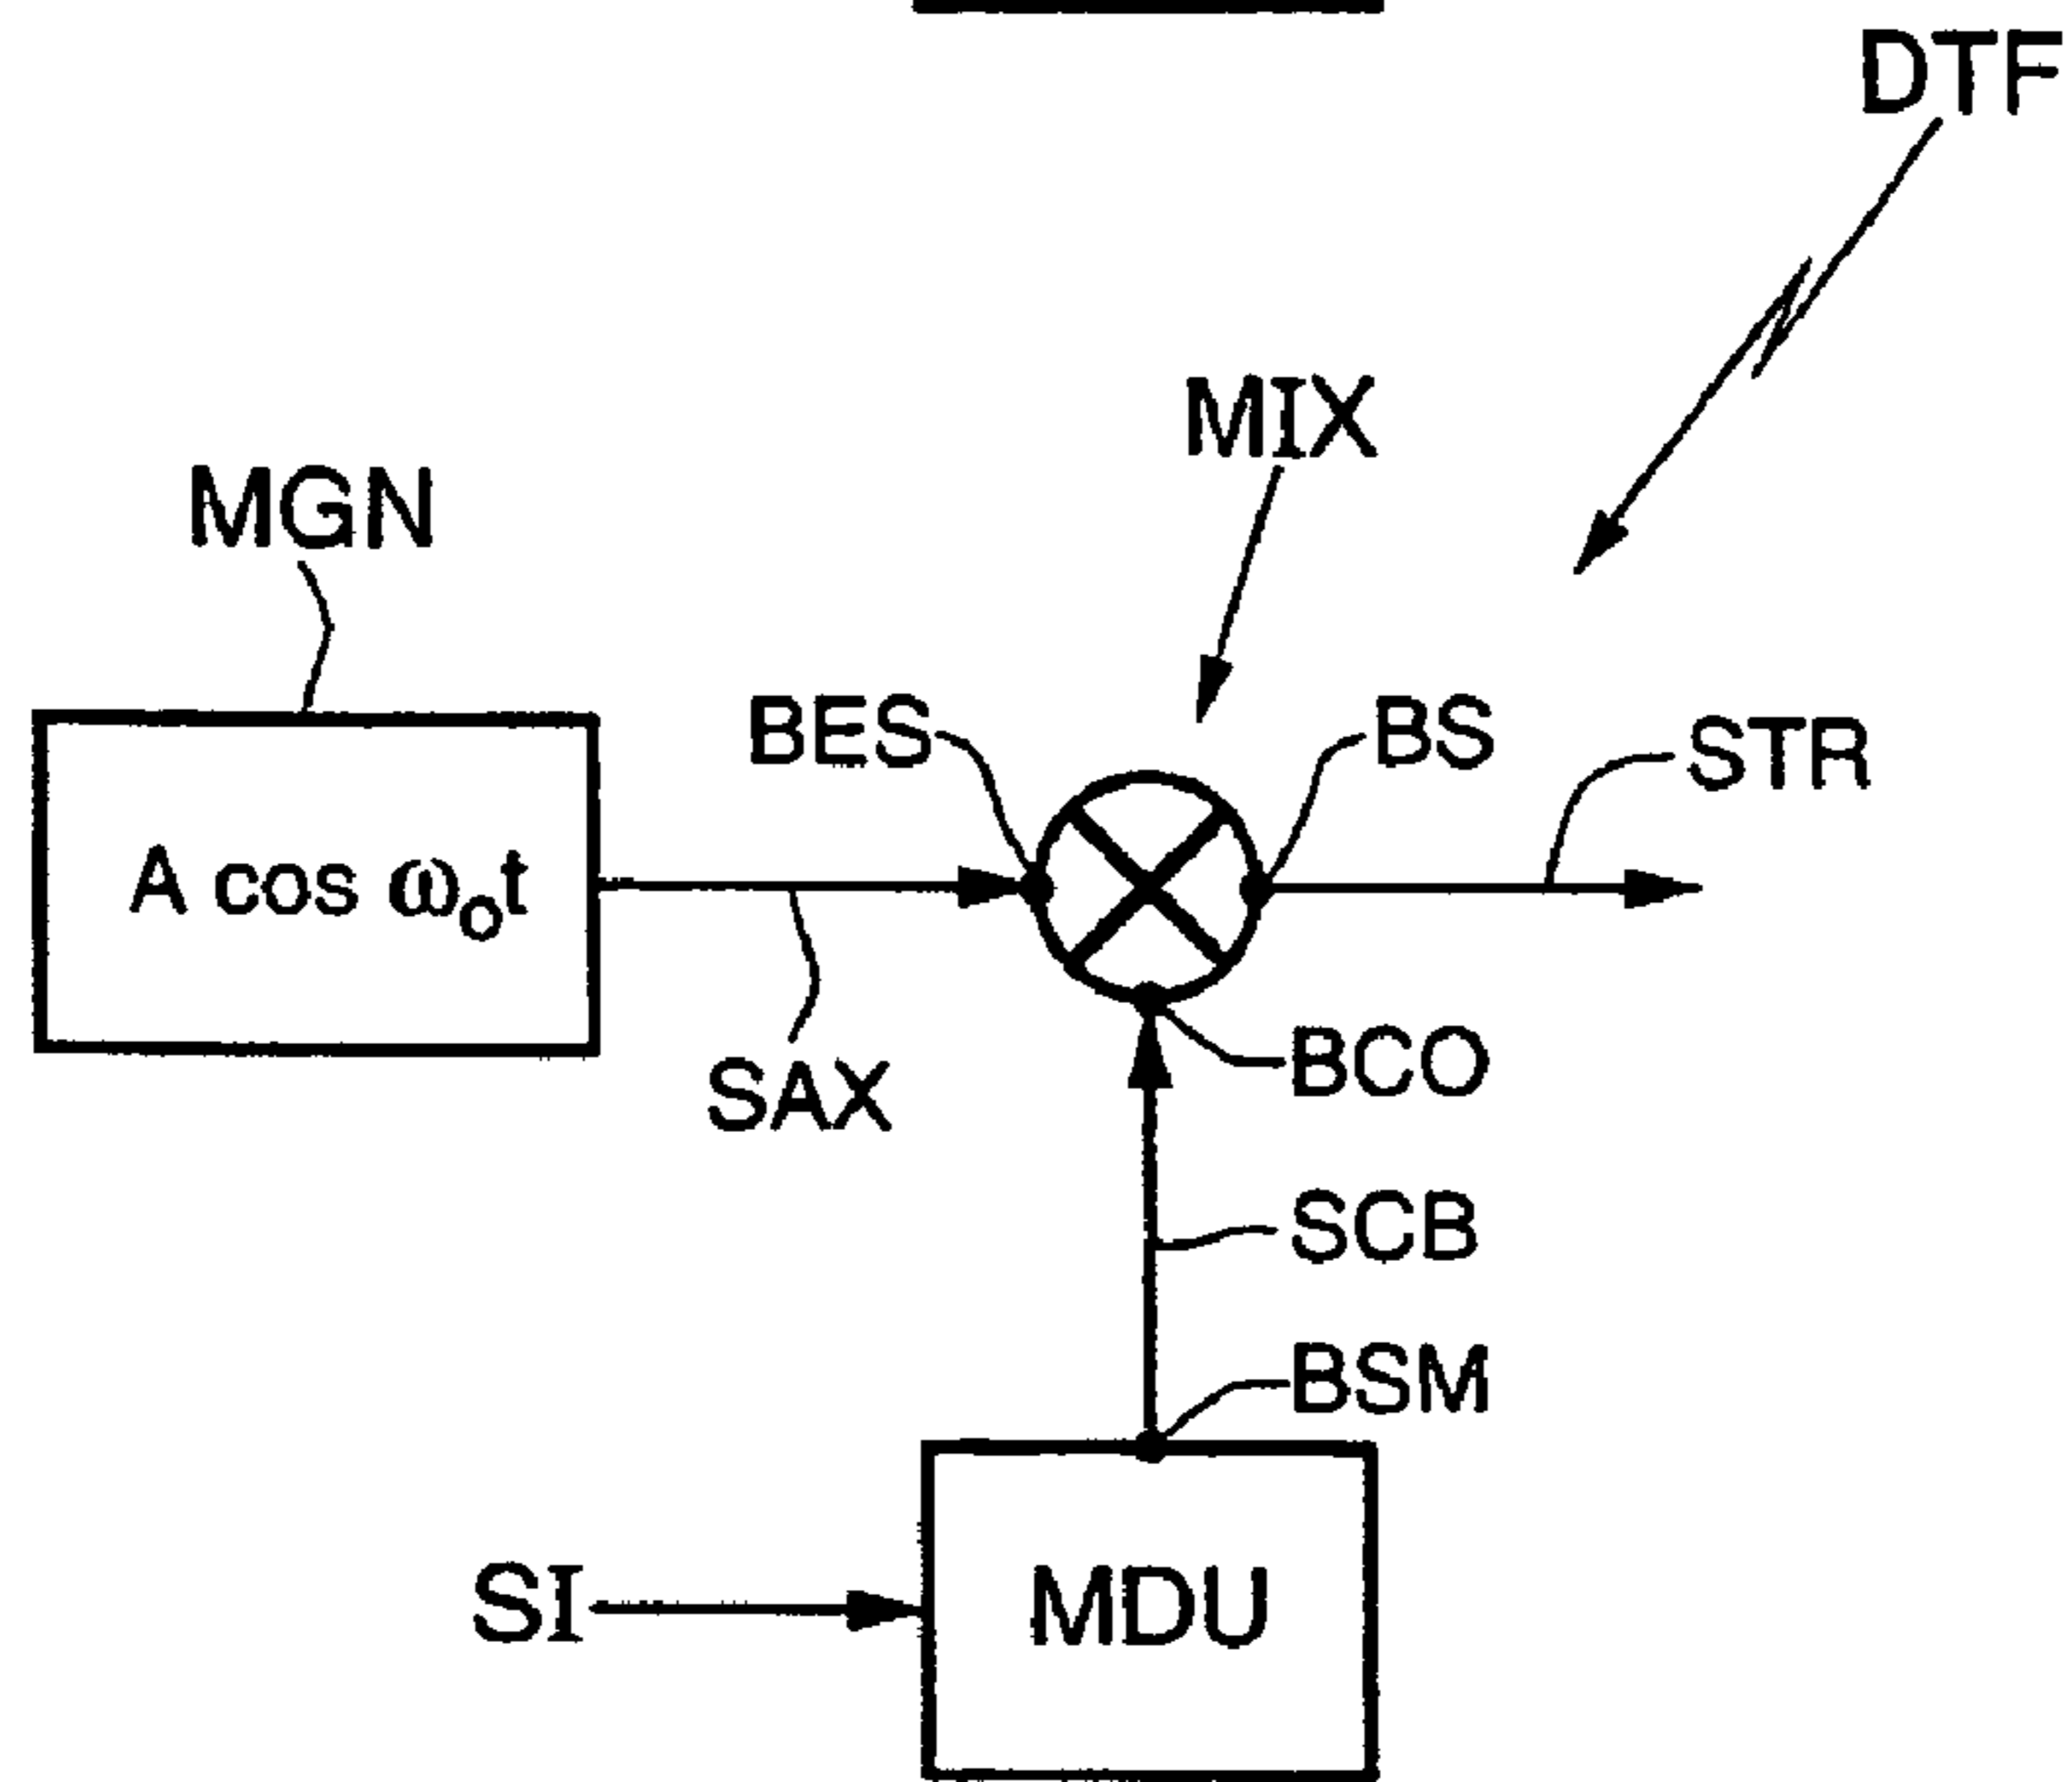 DTF
MIX
MGN
BES
BS
STR
A cos ω₀t
SAX
BCO
SCB
BSM
SI
MDU